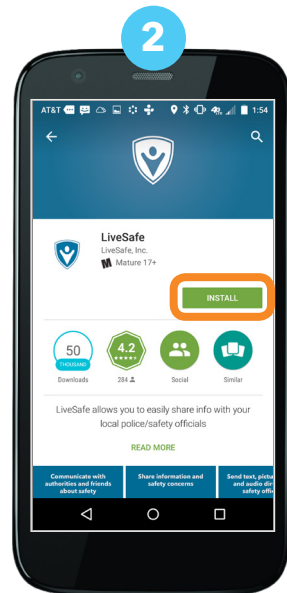 2
AT&T 4G 1:54
LiveSafe
LiveSafe, Inc.
M Mature 17+
INSTALL
50
THOUSAND
4.2
Downloads 284 Social Similar
LiveSafe allows you to easily share info with your
local police/safety officials
READ MORE
Communicate with
authorities and friends
about safety
Share information and
safety concerns
Send text, pictu
and audio dir
safety offi